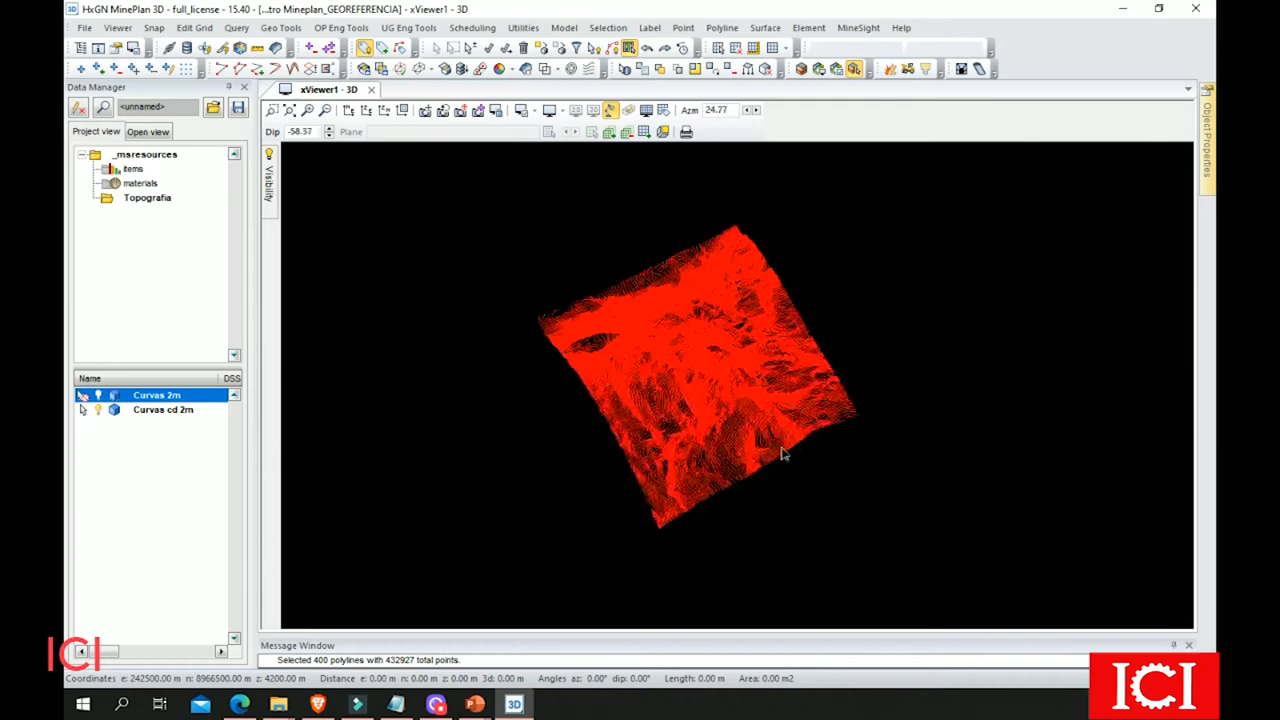 HxGN MinePlan 3D - full_license - 15.40 - [...tro Mineplan_GEOREFERENCIA] - xViewer1 - 3D
File Viewer Snap Edit Grid Query Geo Tools OP Eng Tools UG Eng Tools Scheduling Utilities Model Selection Label Point Polyline Surface Element MineSight Help
Data Manager
xViewer1 - 3D
<unnamed>
Azm 24.77
Project view Open view
Dip -58.57 Plane
_msresources
items
materials
Topografia
Visibility
Object Properties
Name DSS
Curvas 2m
Curvas cd 2m
Message Window
Selected 400 polylines with 432927 total points.
Coordinates e: 242500.00 m n: 8966500.00 m z: 4200.00 m Distance e: 0.00 m n: 0.00 m z: 0.00 m 3d: 0.00 m Angles az: 0.00° dip: 0.00° Length: 0.00 m Area: 0.00 m2
ICI
ICI
3D